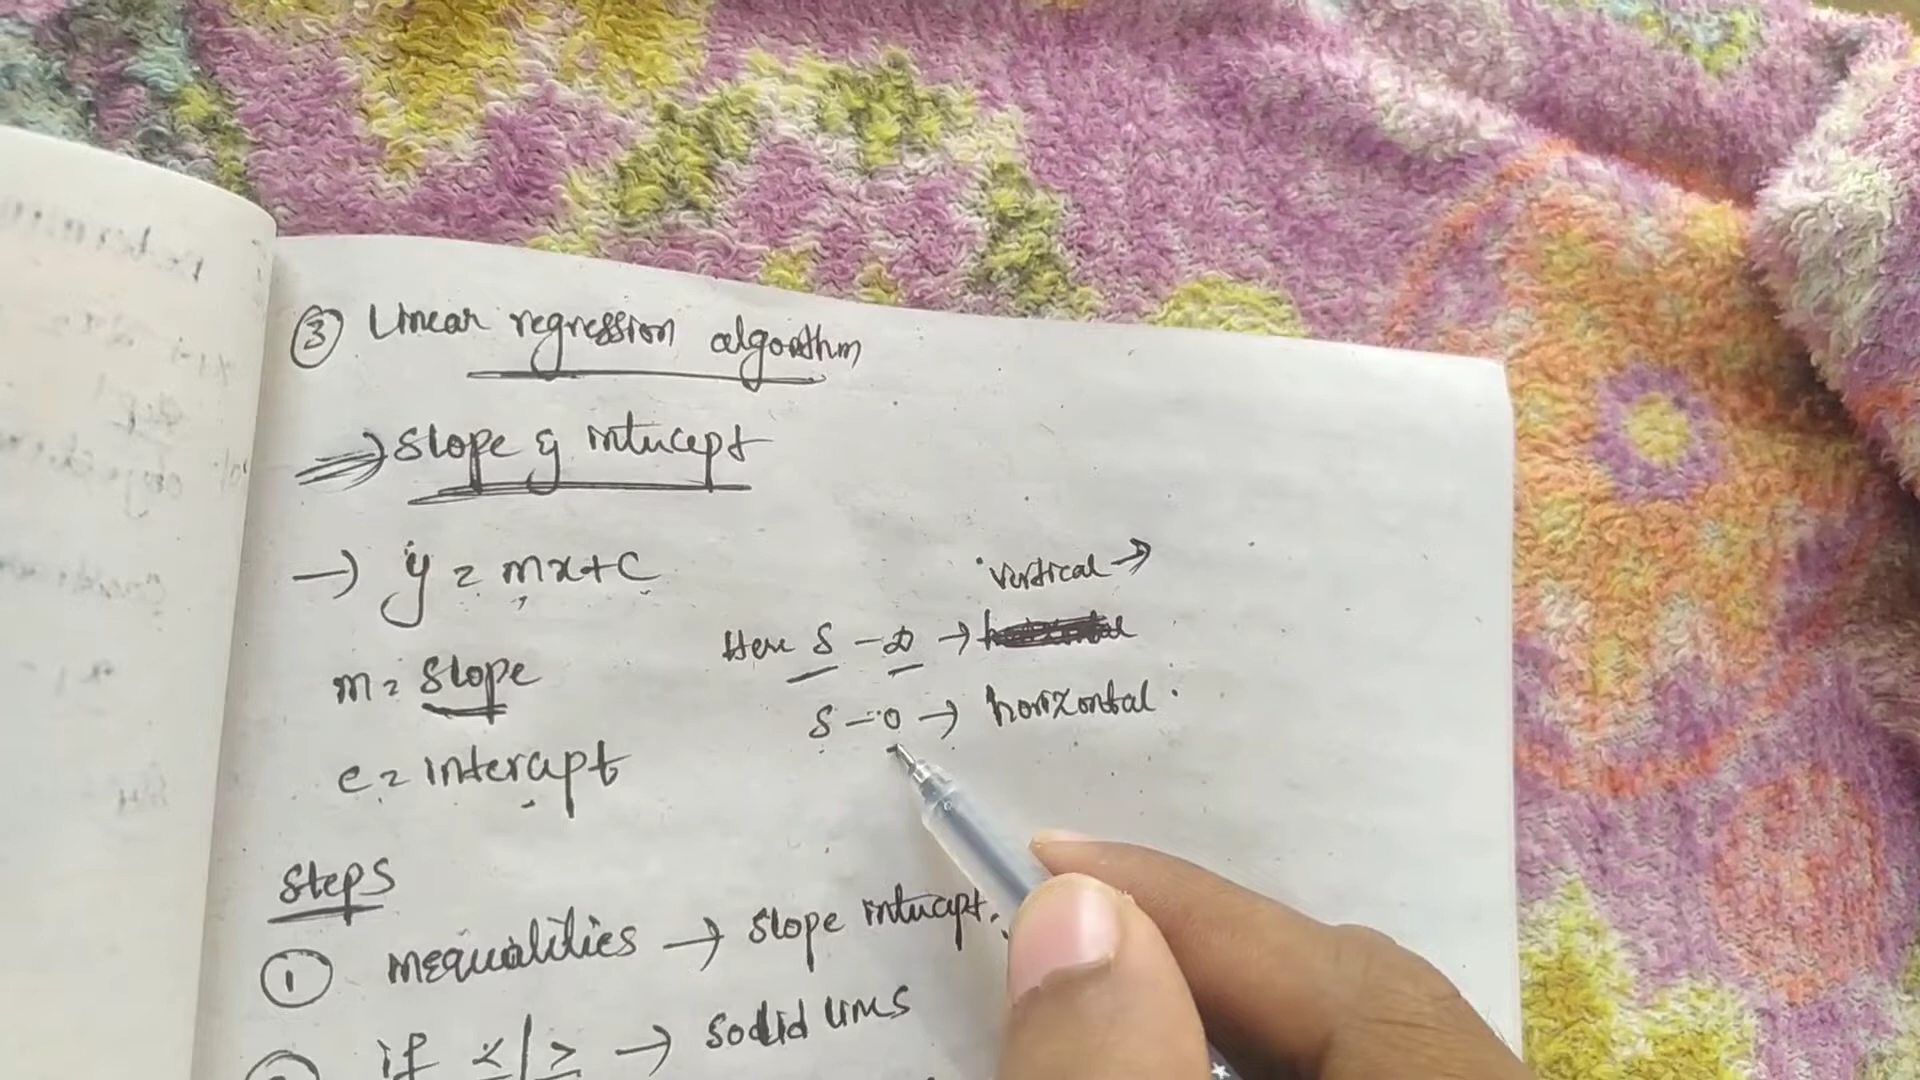 ③ Linear regression algorithm
⇒ Slope & intercept
→ y = mx+c
m = Slope
c = intercept
vertical →
Here S - ∞ →
S - 0 → horizontal.
Steps
① inequalities → slope intercept.
if ≤ | ≥ → Solid lines